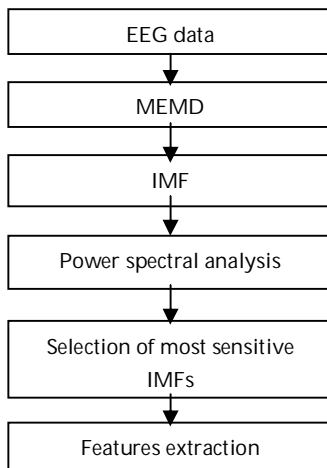 EEG data
MEMD
IMF
Power spectral analysis
Selection of most sensitive
IMFs
Features extraction